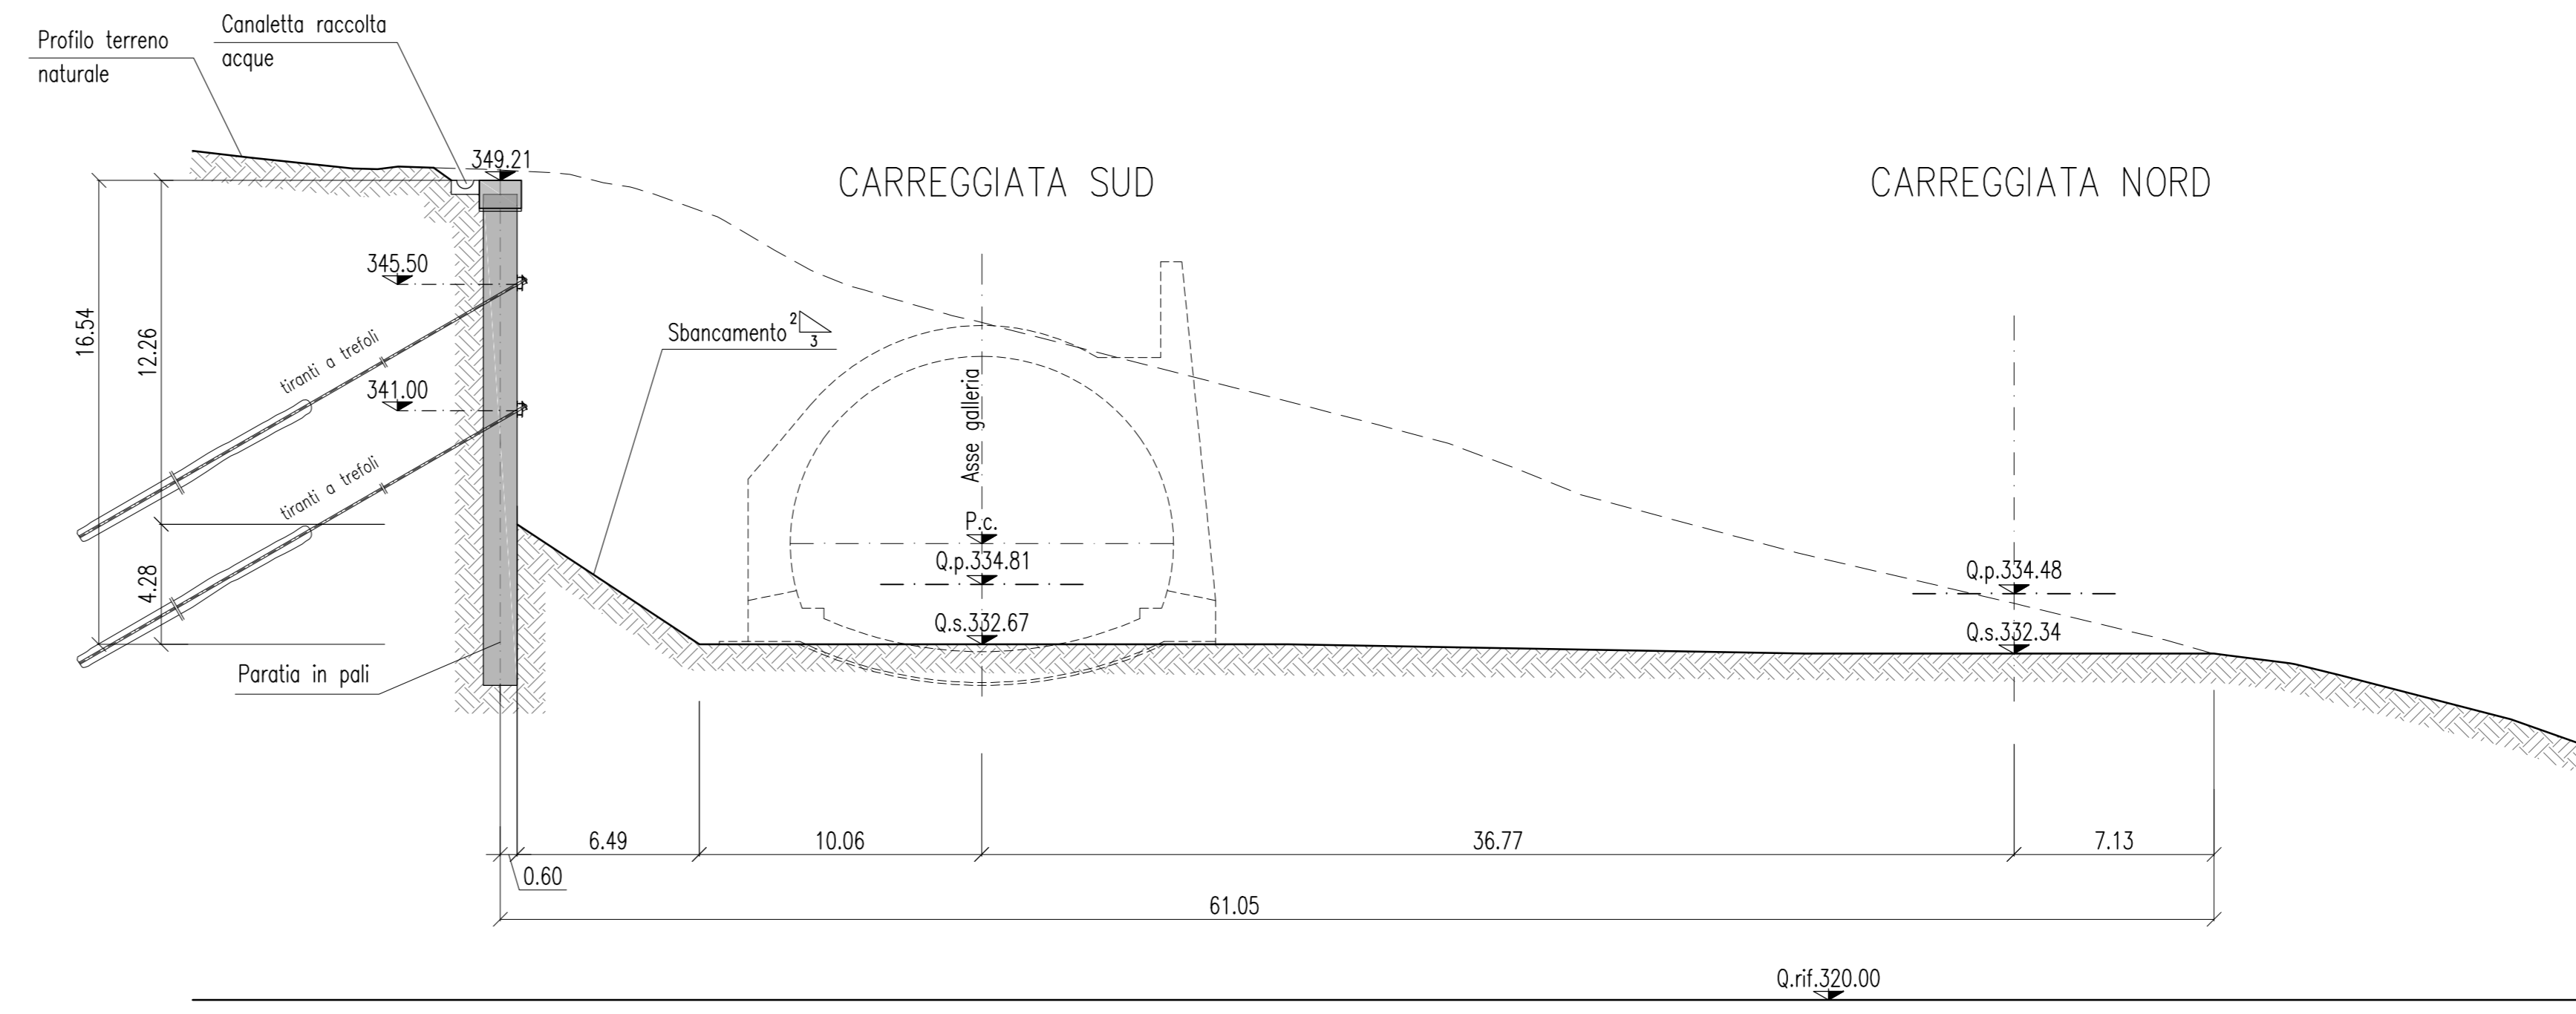 Canaletta raccolta
acque
Profilo terreno
naturale
349.21
CARREGGIATA SUD
CARREGGIATA NORD
345.50
16.54
12.26
Sbancamento
2
3
tiranti a trefoli
341.00
Asse galleria
tiranti a trefoli
P.c.
Q.p.334.81
Q.p.334.48
4.28
Q.s.332.67
Q.s.332.34
Paratia in pali
6.49
10.06
36.77
7.13
0.60
61.05
Q.rif.320.00